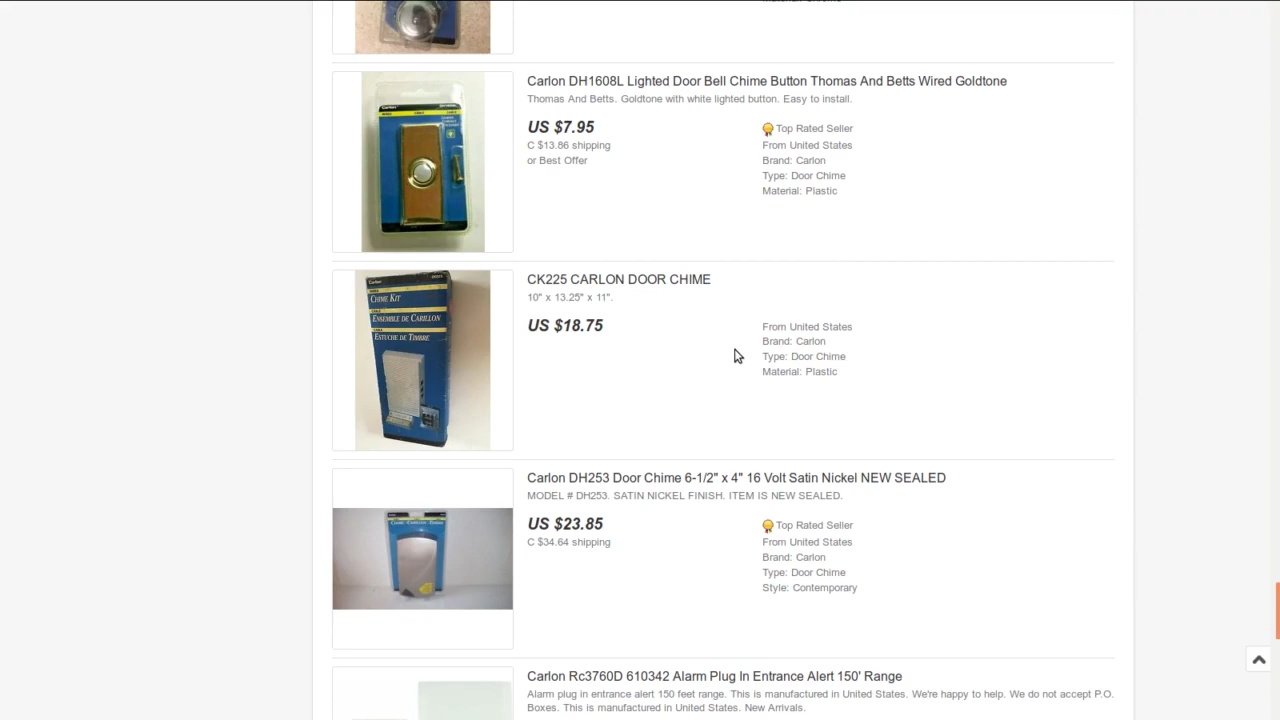 Carlon DH1608L Lighted Door Bell Chime Button Thomas And Betts Wired Goldtone
Thomas And Betts. Goldtone with white lighted button. Easy to install.
US $7.95
C $13.86 shipping
or Best Offer
Top Rated Seller
From United States
Brand: Carlon
Type: Door Chime
Material: Plastic
CK225 CARLON DOOR CHIME
10" x 13.25" x 11".
US $18.75
From United States
Brand: Carlon
Type: Door Chime
Material: Plastic
Carlon
CHIME KIT
ENSEMBLE DE CARILLON
ESTUCHE DE TIMBRE
Carlon DH253 Door Chime 6-1/2" x 4" 16 Volt Satin Nickel NEW SEALED
MODEL # DH253. SATIN NICKEL FINISH. ITEM IS NEW SEALED.
US $23.85
C $34.64 shipping
Top Rated Seller
From United States
Brand: Carlon
Type: Door Chime
Style: Contemporary
Carlon Rc3760D 610342 Alarm Plug In Entrance Alert 150' Range
Alarm plug in entrance alert 150 feet range. This is manufactured in United States. We're happy to help. We do not accept P.O.
Boxes. This is manufactured in United States. New Arrivals.